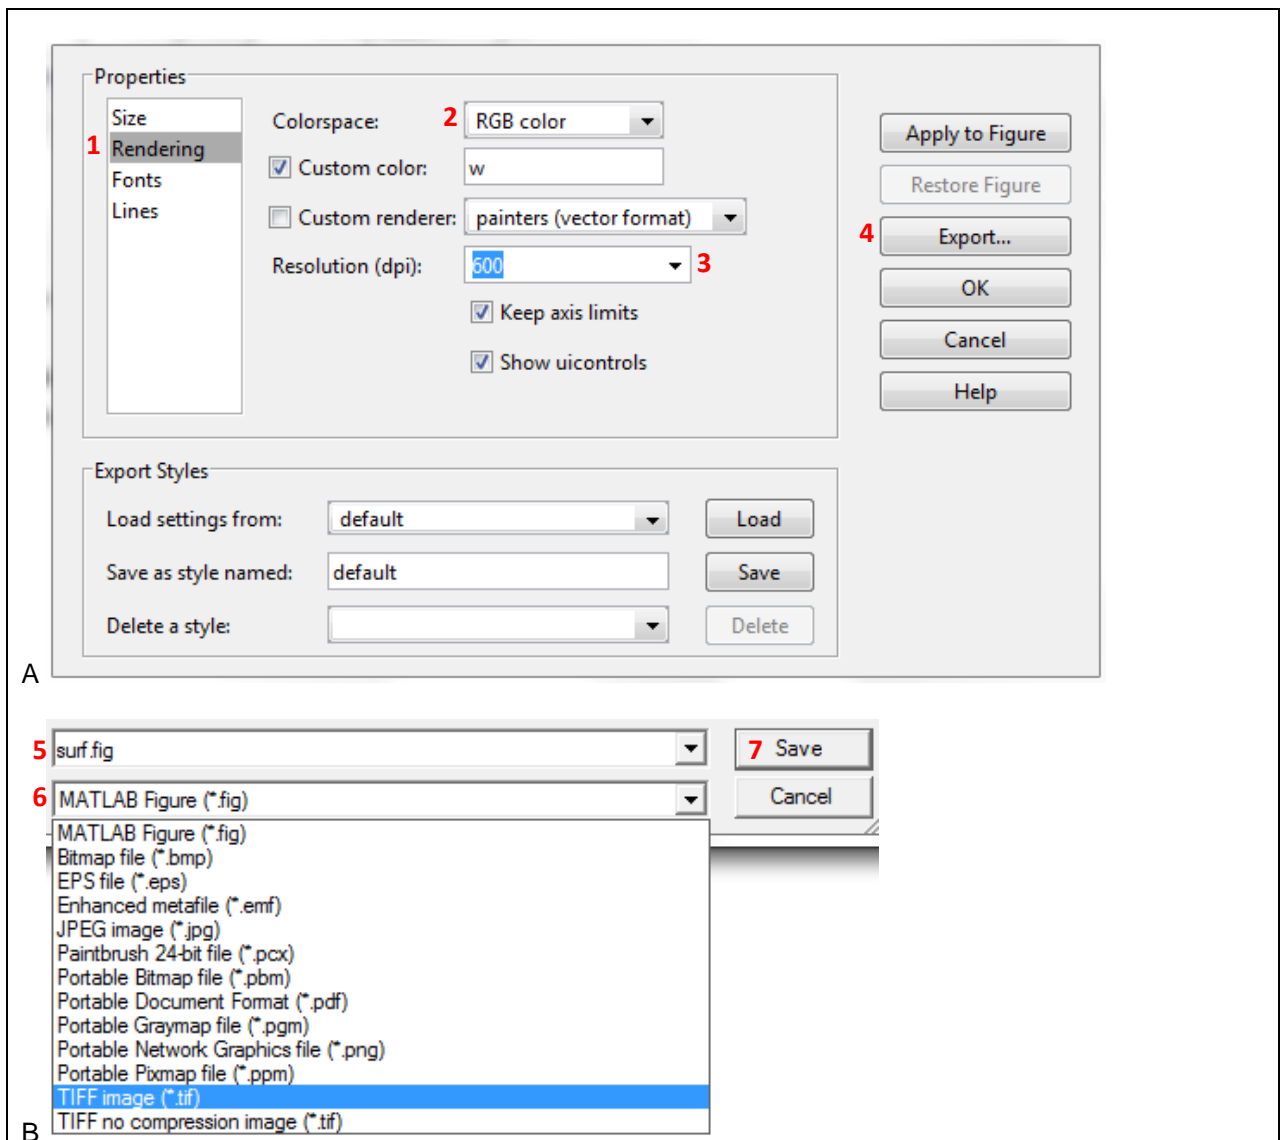 Properties
Size
Rendering
Fonts
Lines
1
Colorspace: 2 RGB color
Custom color: w
Custom renderer: painters (vector format)
Resolution (dpi): 600 3
Keep axis limits
Show uicontrols
Apply to Figure
Restore Figure
4 Export...
OK
Cancel
Help
Export Styles
Load settings from: default Load
Save as style named: default Save
Delete a style: Delete
A
5 surf.fig 7 Save
6 MATLAB Figure (*.fig) Cancel
MATLAB Figure (*.fig)
Bitmap file (*.bmp)
EPS file (*.eps)
Enhanced metafile (*.emf)
JPEG image (*.jpg)
Paintbrush 24-bit file (*.pcx)
Portable Bitmap file (*.pbm)
Portable Document Format (*.pdf)
Portable Graymap file (*.pgm)
Portable Network Graphics file (*.png)
Portable Pixmap file (*.ppm)
TIFF image (*.tif)
TIFF no compression image (*.tif)
B